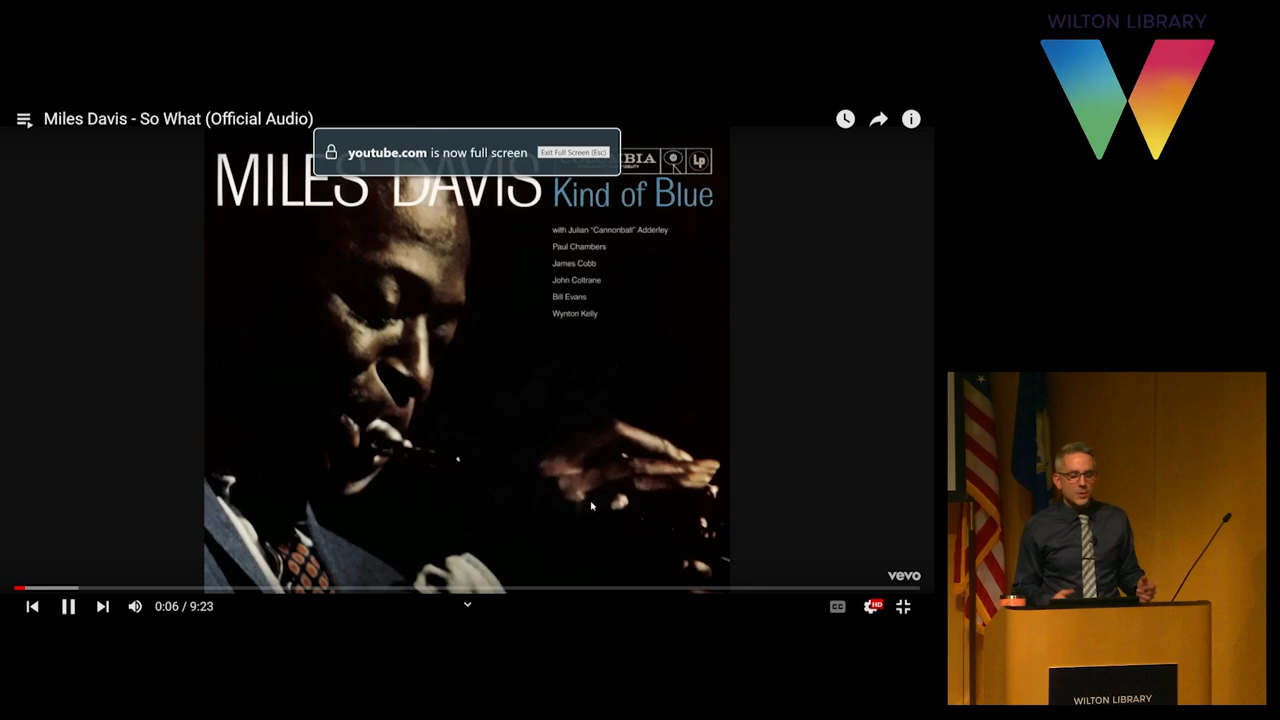 WILTON LIBRARY
Miles Davis - So What (Official Audio)
youtube.com is now full screen
Exit Full Screen (Esc)
MILES DAVIS
Lp
Kind of Blue
with Julian "Cannonball" Adderley
Paul Chambers
James Cobb
John Coltrane
Bill Evans
Wynton Kelly
vevo
0:06 / 9:23
CC
HD
WILTON LIBRARY